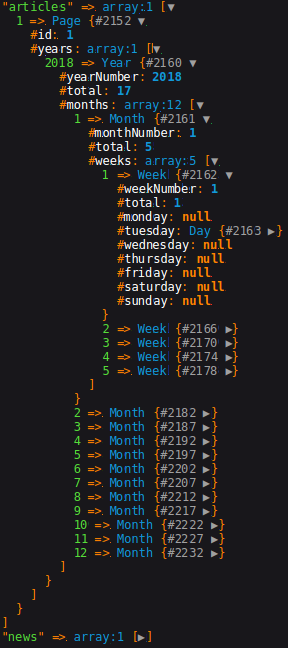 "articles" => array:1 [▼
1 => Page {#2152 ▼
#id: 1
#years: array:1 [▼
2018 => Year {#2160 ▼
#yearNumber: 2018
#total: 17
#months: array:12 [▼
1 => Month {#2161 ▼
#monthNumber: 1
#total: 5
#weeks: array:5 [▼
1 => Week {#2162 ▼
#weekNumber: 1
#total: 1
#monday: null
#tuesday: Day {#2163 ▶}
#wednesday: null
#thursday: null
#friday: null
#saturday: null
#sunday: null
}
2 => Week {#2166 ▶}
3 => Week {#2170 ▶}
4 => Week {#2174 ▶}
5 => Week {#2178 ▶}
]
}
2 => Month {#2182 ▶}
3 => Month {#2187 ▶}
4 => Month {#2192 ▶}
5 => Month {#2197 ▶}
6 => Month {#2202 ▶}
7 => Month {#2207 ▶}
8 => Month {#2212 ▶}
9 => Month {#2217 ▶}
10 => Month {#2222 ▶}
11 => Month {#2227 ▶}
12 => Month {#2232 ▶}
]
}
]
}
]
"news" => array:1 [▶]